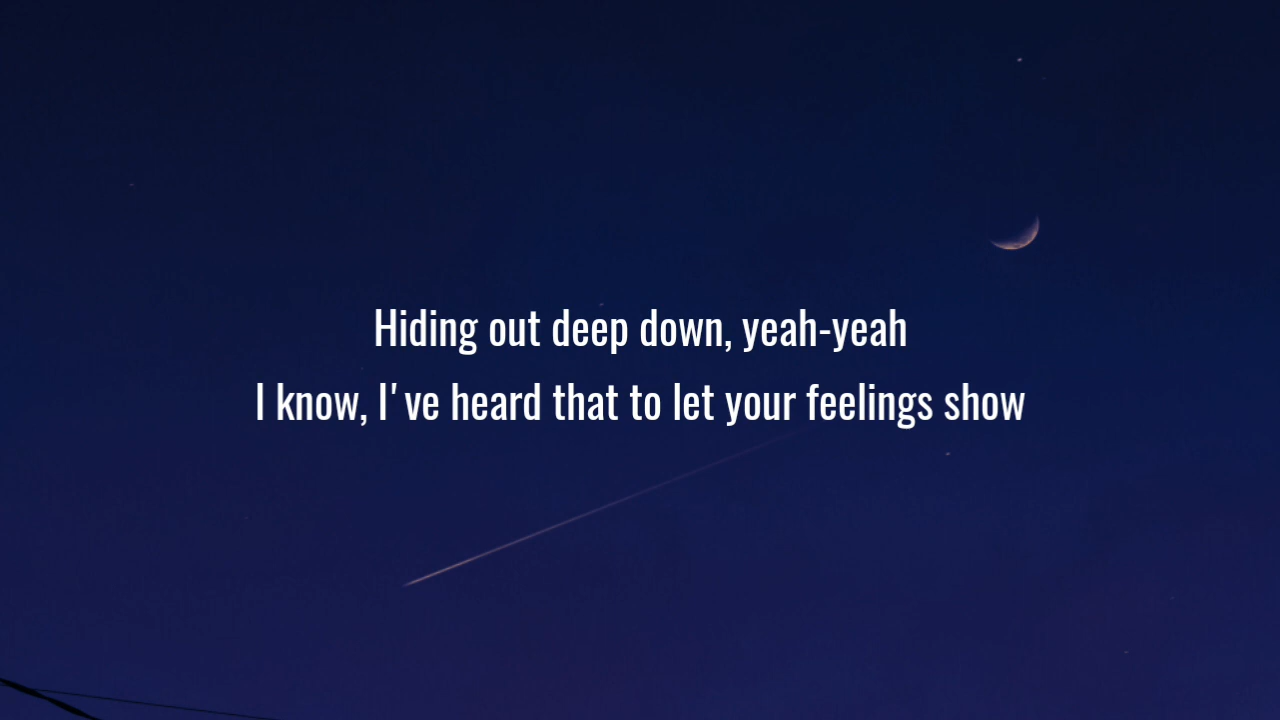 Hiding out deep down, yeah-yeah
I know, I've heard that to let your feelings show